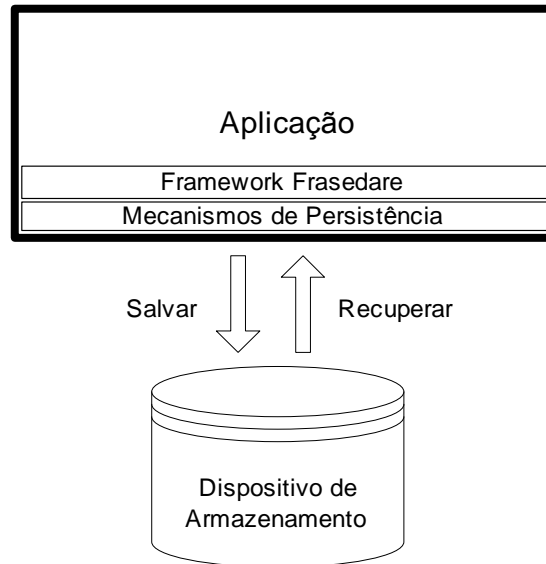 Aplicação
Framework Frasedare
Mecanismos de Persistência
Salvar
Recuperar
Dispositivo de
Armazenamento